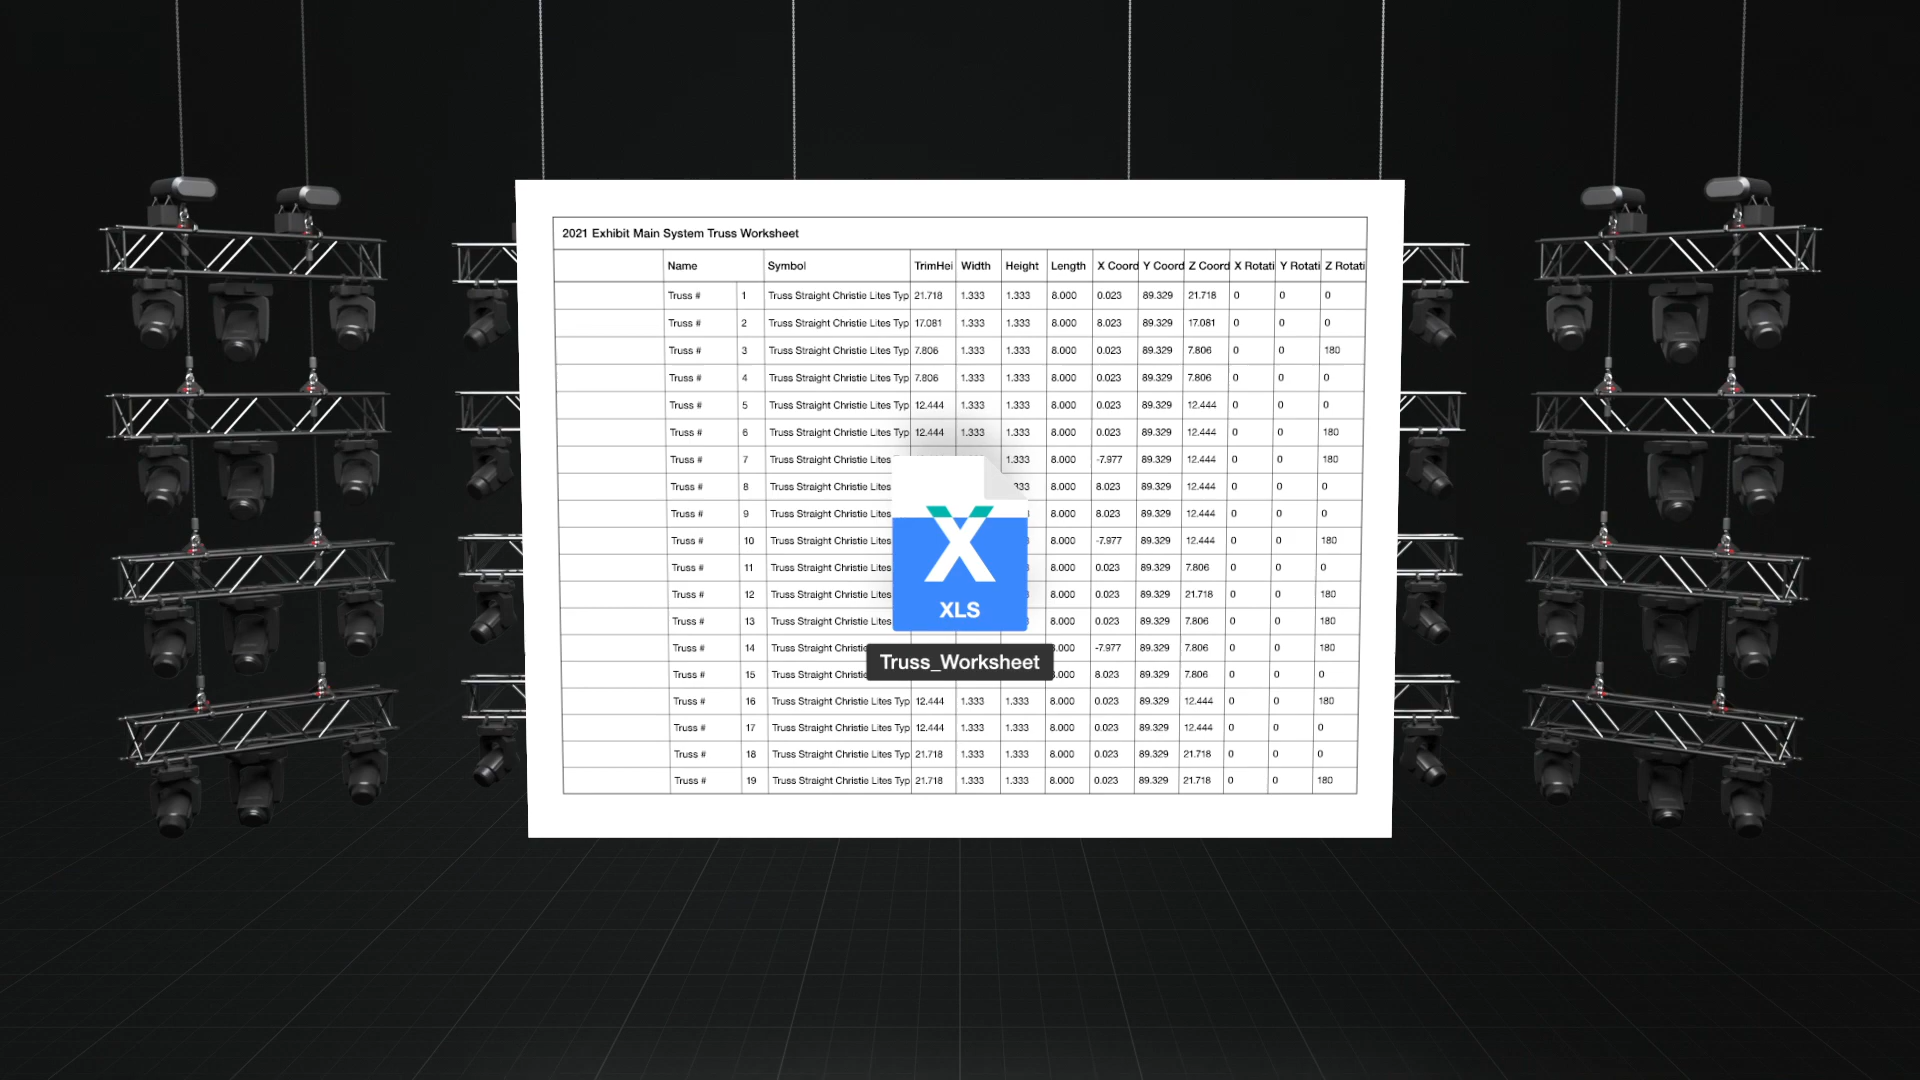 2021 Exhibit Main System Truss Worksheet
Name Symbol TrimHei Width Height Length X Coord Y Coord Z Coord X Rotati Y Rotati Z Rotati
Truss # 1 Truss Straight Christie Lites Typ 21.718 1.333 1.333 8.000 0.023 89.329 21.718 0 0 0
Truss # 2 Truss Straight Christie Lites Typ 17.081 1.333 1.333 8.000 8.023 89.329 17.081 0 0 0
Truss # 3 Truss Straight Christie Lites Typ 7.806 1.333 1.333 8.000 0.023 89.329 7.806 0 0 180
Truss # 4 Truss Straight Christie Lites Typ 7.806 1.333 1.333 8.000 0.023 89.329 7.806 0 0 0
Truss # 5 Truss Straight Christie Lites Typ 12.444 1.333 1.333 8.000 0.023 89.329 12.444 0 0 0
Truss # 6 Truss Straight Christie Lites Typ 12.444 1.333 1.333 8.000 0.023 89.329 12.444 0 0 180
Truss # 7 Truss Straight Christie Lites 1.333 8.000 -7.977 89.329 12.444 0 0 180
Truss # 8 Truss Straight Christie Lites 333 8.000 8.023 89.329 12.444 0 0 0
Truss # 9 Truss Straight Christie Lites 8.000 8.023 89.329 12.444 0 0 0
Truss # 10 Truss Straight Christie Lites 8.000 -7.977 89.329 12.444 0 0 180
Truss # 11 Truss Straight Christie Lites 8.000 0.023 89.329 7.806 0 0 0
Truss # 12 Truss Straight Christie Lites 8.000 0.023 89.329 21.718 0 0 180
Truss # 13 Truss Straight Christie Lites 8.000 0.023 89.329 7.806 0 0 180
Truss # 14 Truss Straight Christie .000 -7.977 89.329 7.806 0 0 180
Truss # 15 Truss Straight Christie .000 8.023 89.329 7.806 0 0 0
Truss # 16 Truss Straight Christie Lites Typ 12.444 1.333 1.333 8.000 0.023 89.329 12.444 0 0 180
Truss # 17 Truss Straight Christie Lites Typ 12.444 1.333 1.333 8.000 0.023 89.329 12.444 0 0 0
Truss # 18 Truss Straight Christie Lites Typ 21.718 1.333 1.333 8.000 0.023 89.329 21.718 0 0 0
Truss # 19 Truss Straight Christie Lites Typ 21.718 1.333 1.333 8.000 0.023 89.329 21.718 0 0 180
X
XLS
Truss_Worksheet